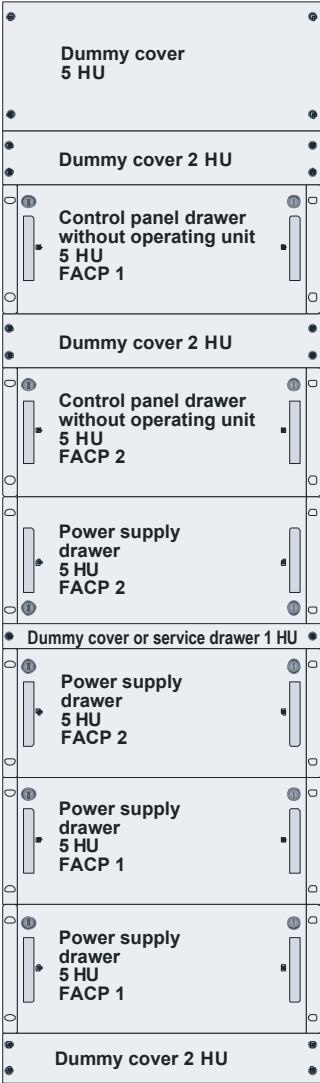 Dummy cover
5 HU
Dummy cover 2 HU
Control panel drawer
without operating unit
5 HU
FACP 1
Dummy cover 2 HU
Control panel drawer
without operating unit
5 HU
FACP 2
Power supply
drawer
5 HU
FACP 2
Dummy cover or service drawer 1 HU
Power supply
drawer
5 HU
FACP 2
Power supply
drawer
5 HU
FACP 1
Power supply
drawer
5 HU
FACP 1
Dummy cover 2 HU